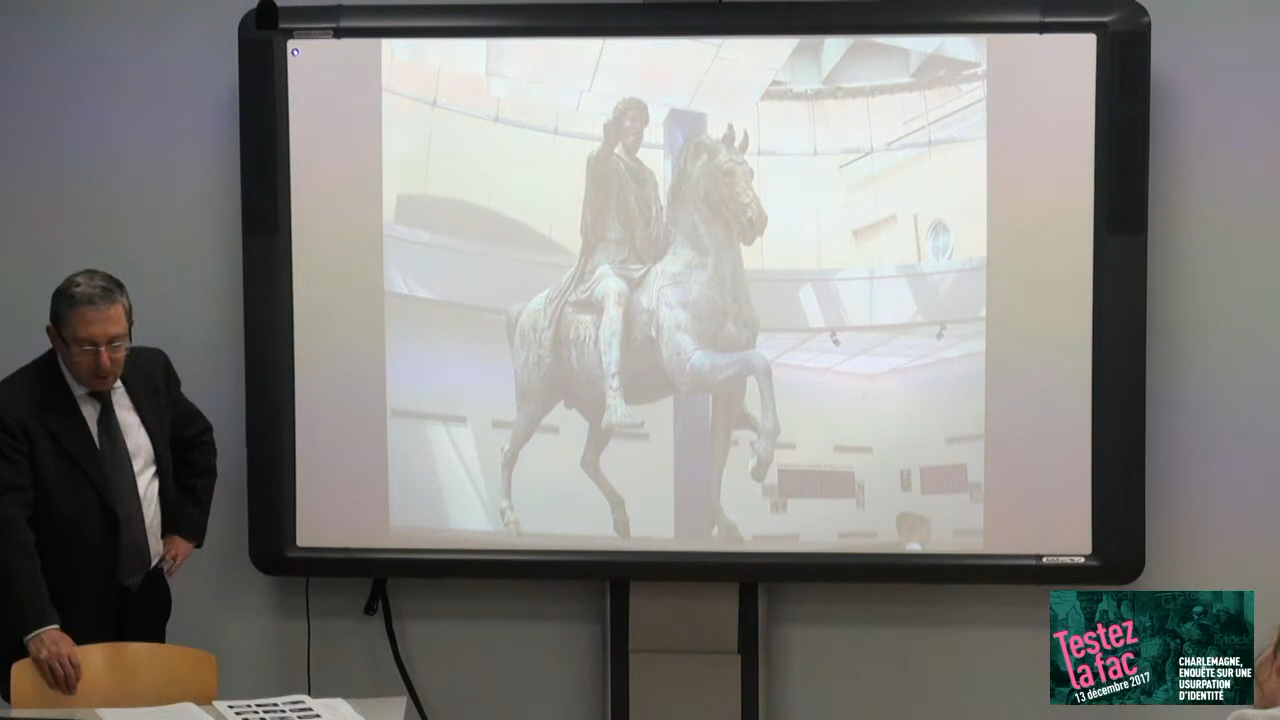 Testez
la fac
13 décembre 2017
CHARLEMAGNE,
ENQUÊTE SUR UNE
USURPATION
D'IDENTITÉ